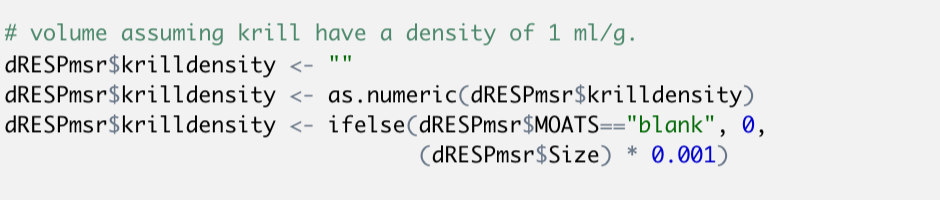 # volume assuming krill have a density of 1 ml/g.
dRESPmsr$krilldensity <- ""
dRESPmsr$krilldensity <- as.numeric(dRESPmsr$krilldensity)
dRESPmsr$krilldensity <- ifelse(dRESPmsr$MOATS=="blank", 0,
(dRESPmsr$Size) * 0.001)